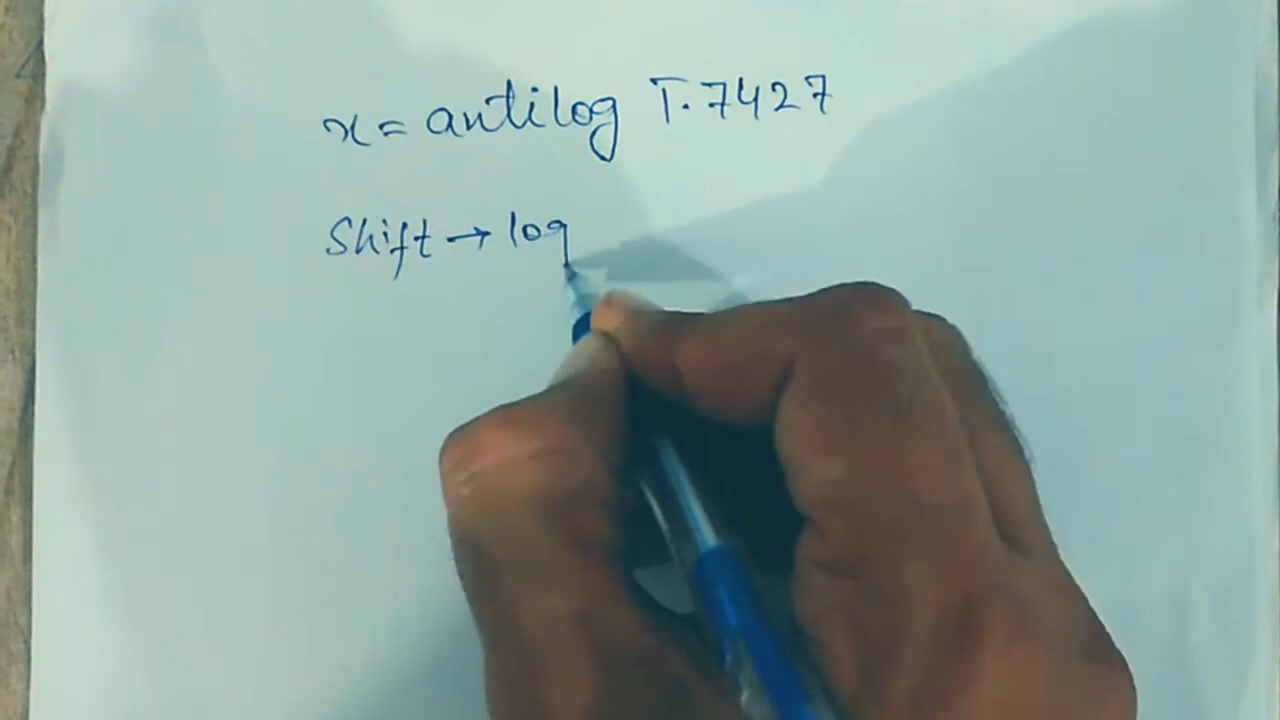 x = antilog 1̅.7427
Shift → log